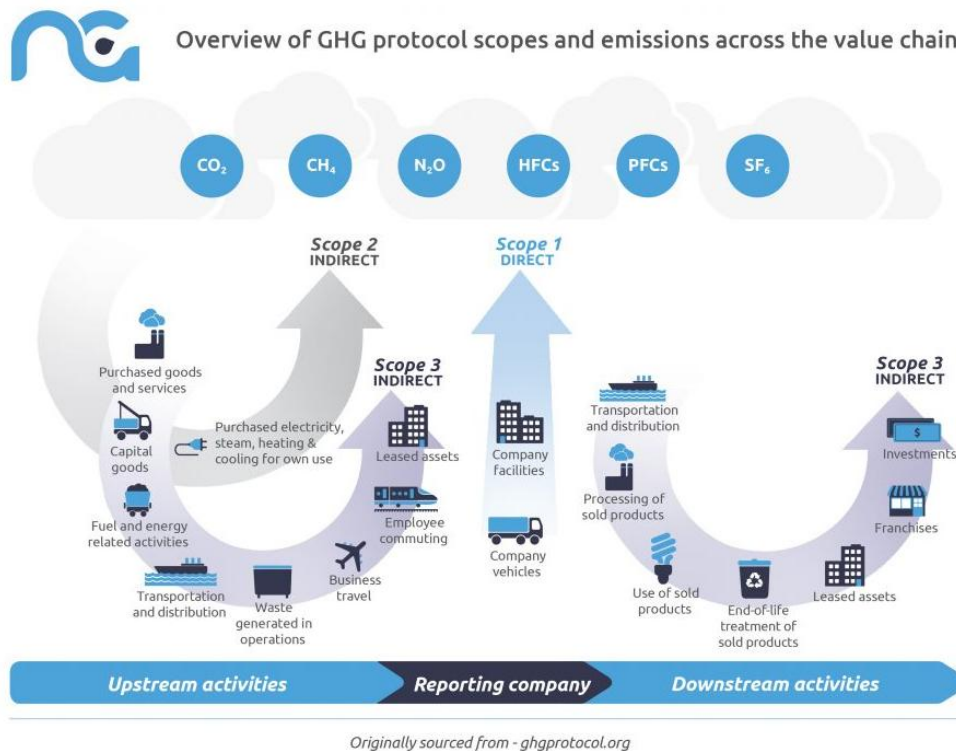 Overview of GHG protocol scopes and emissions across the value chain
CO₂
CH₄
N₂O
HFCs
PFCs
SF₆
Scope 2
INDIRECT
Scope 1
DIRECT
Scope 3
INDIRECT
Scope 3
INDIRECT
Purchased goods
and services
Capital
goods
Fuel and energy
related activities
Transportation
and distribution
Waste
generated in
operations
Business
travel
Employee
commuting
Leased assets
Purchased electricity,
steam, heating &
cooling for own use
Company
facilities
Company
vehicles
Transportation
and distribution
Processing of
sold products
Use of sold
products
End-of-life
treatment of
sold products
Leased assets
Franchises
$
Investments
Upstream activities
Reporting company
Downstream activities
Originally sourced from - ghgprotocol.org